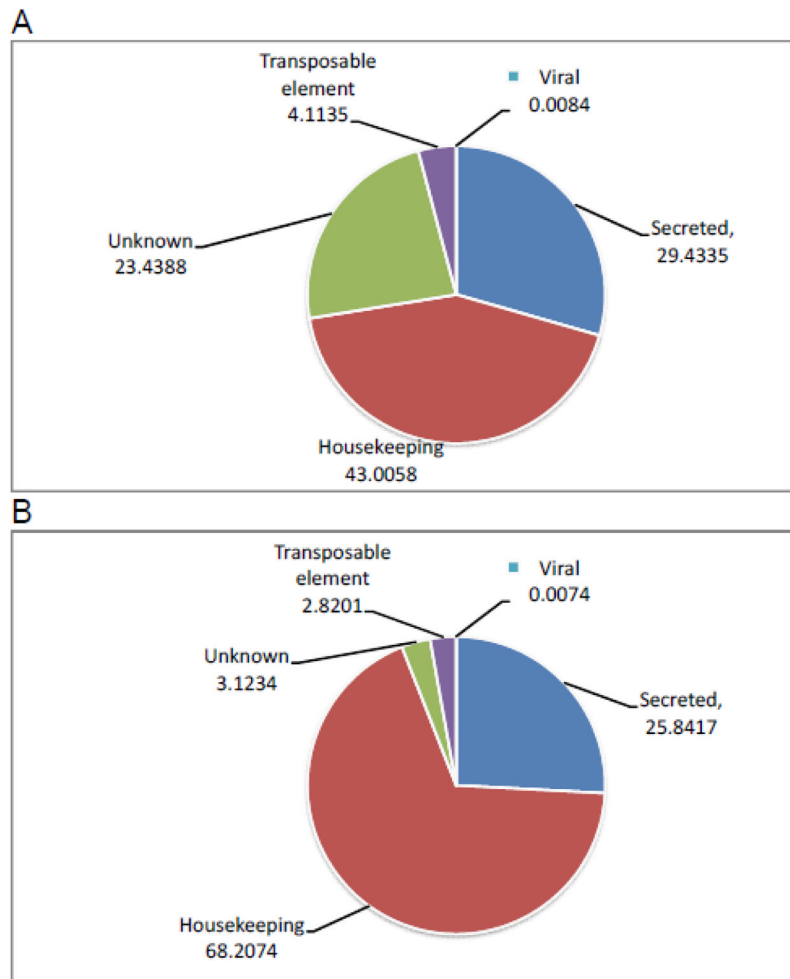 A
Transposable
element
4.1135
Viral
0.0084
Secreted,
29.4335
Unknown
23.4388
Housekeeping
43.0058
B
Transposable
element
2.8201
Viral
0.0074
Unknown
3.1234
Secreted,
25.8417
Housekeeping
68.2074